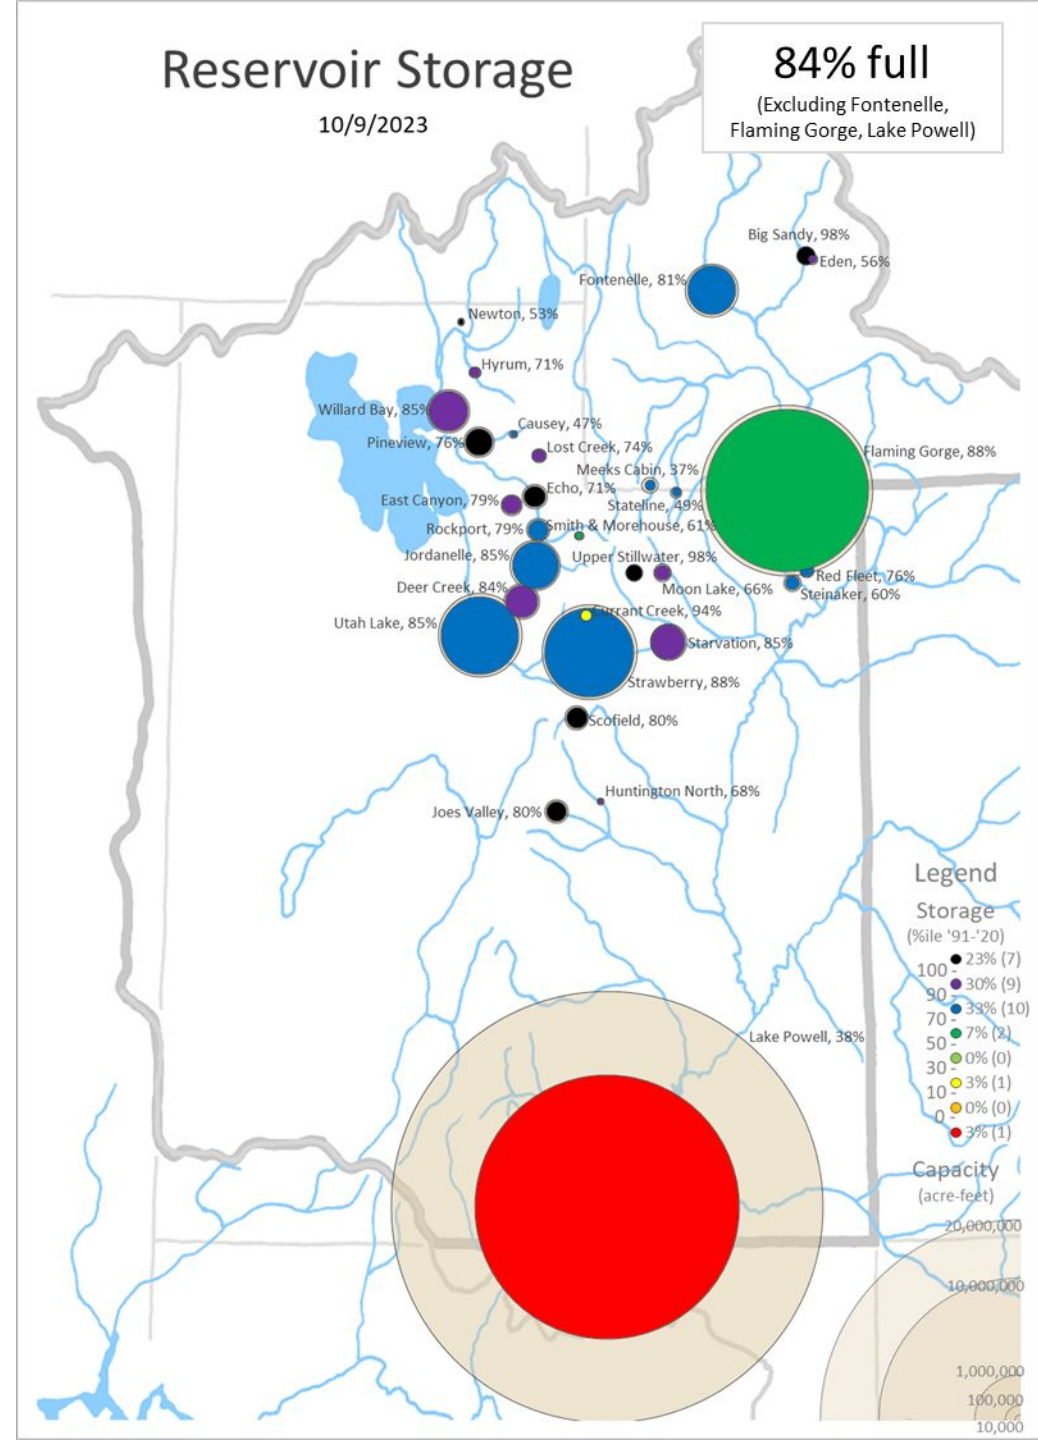 Reservoir Storage
10/9/2023
84% full
(Excluding Fontenelle,
Flaming Gorge, Lake Powell)
Big Sandy, 98%
Eden, 56%
Fontenelle, 81%
Newton, 53%
Hyrum, 71%
Willard Bay, 85%
Causey, 47%
Pineview, 76%
Lost Creek, 74%
Flaming Gorge, 88%
Meeks Cabin, 37%
Echo, 71%
East Canyon, 79%
Stateline, 49%
Rockport, 79%
Smith & Morehouse, 61%
Jordanelle, 85%
Upper Stillwater, 98%
Red Fleet, 76%
Deer Creek, 84%
Moon Lake, 66%
Steinaker, 60%
Currant Creek, 94%
Utah Lake, 85%
Starvation, 85%
Strawberry, 88%
Scofield, 80%
Huntington North, 68%
Joes Valley, 80%
Lake Powell, 38%
Legend
Storage
(%ile '91-'20)
23% (7)
100 -
30% (9)
90 -
33% (10)
70 -
7% (2)
50 -
0% (0)
30 -
3% (1)
10 -
0% (0)
0 -
3% (1)
Capacity
(acre-feet)
20,000,000
10,000,000
1,000,000
100,000
10,000